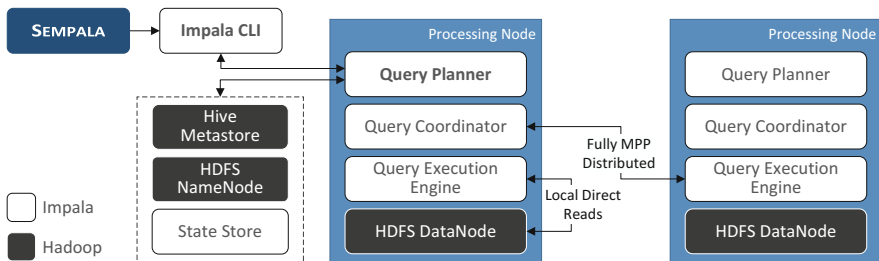 SEMPALA
Impala CLI
Processing Node
Query Planner
Query Coordinator
Query Execution
Engine
HDFS DataNode
Hive
Metastore
HDFS
NameNode
State Store
Impala
Hadoop
Fully MPP
Distributed
Local Direct
Reads
Processing Node
Query Planner
Query Coordinator
Query Execution
Engine
HDFS DataNode